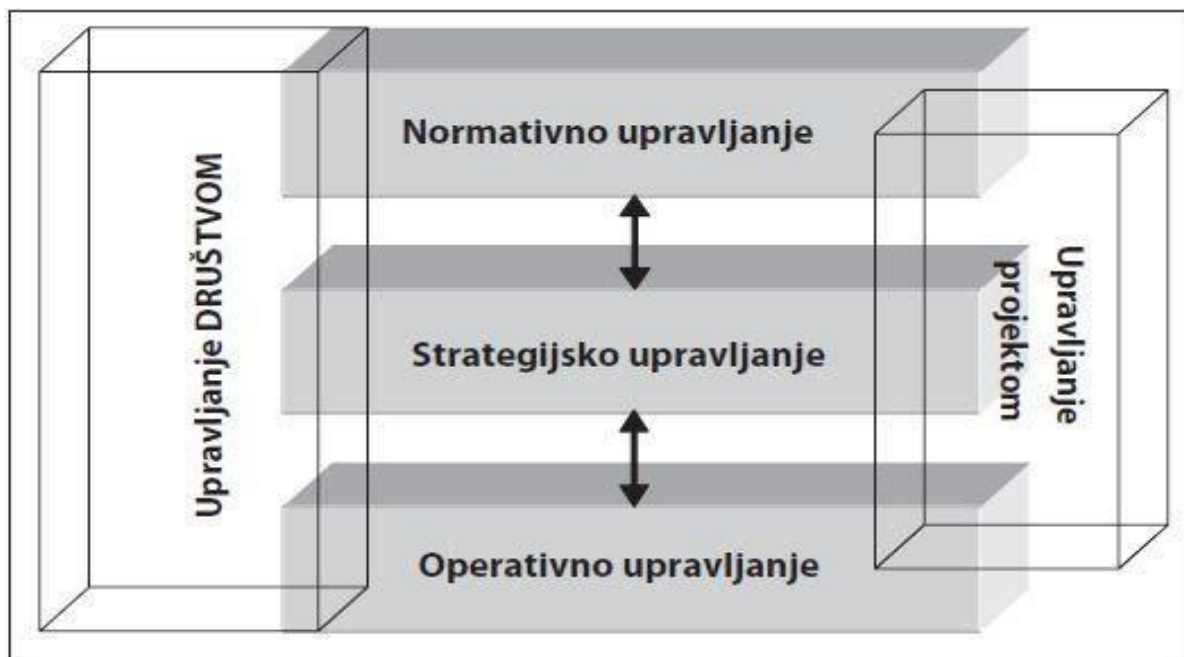 Upravljanje DRUŠTVOM
Normativno upravljanje
Strategijsko upravljanje
Operativno upravljanje
Upravljanje
projektom